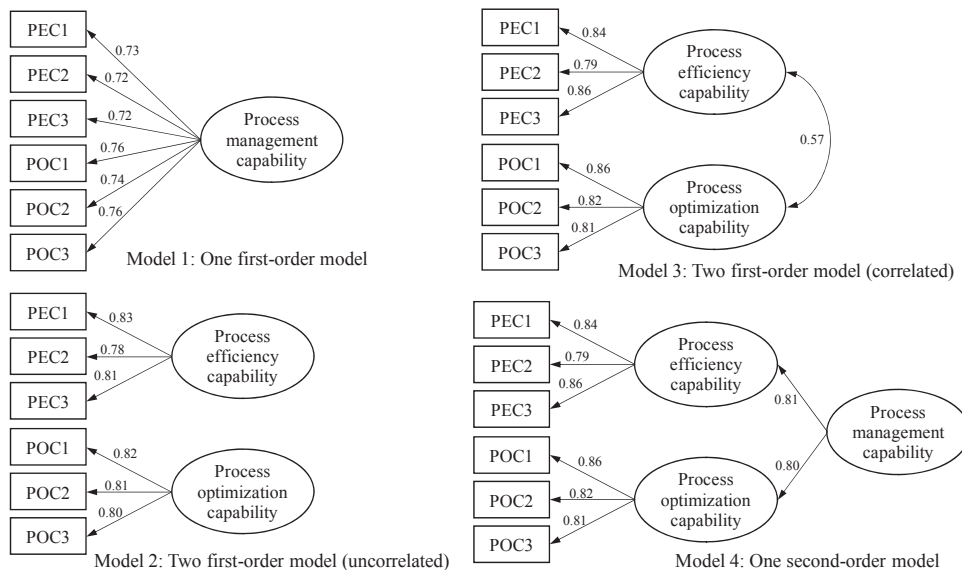 PEC1
PEC2
PEC3
POC1
POC2
POC3
0.73
0.72
0.72
0.76
0.74
0.76
Process
management
capability
Model 1: One first-order model
PEC1
PEC2
PEC3
POC1
POC2
POC3
0.84
0.79
0.86
0.86
0.82
0.81
Process
efficiency
capability
Process
optimization
capability
0.57
Model 3: Two first-order model (correlated)
PEC1
PEC2
PEC3
POC1
POC2
POC3
0.83
0.78
0.81
0.82
0.81
0.80
Process
efficiency
capability
Process
optimization
capability
Model 2: Two first-order model (uncorrelated)
PEC1
PEC2
PEC3
POC1
POC2
POC3
0.84
0.79
0.86
0.86
0.82
0.81
Process
efficiency
capability
Process
optimization
capability
0.81
0.80
Process
management
capability
Model 4: One second-order model